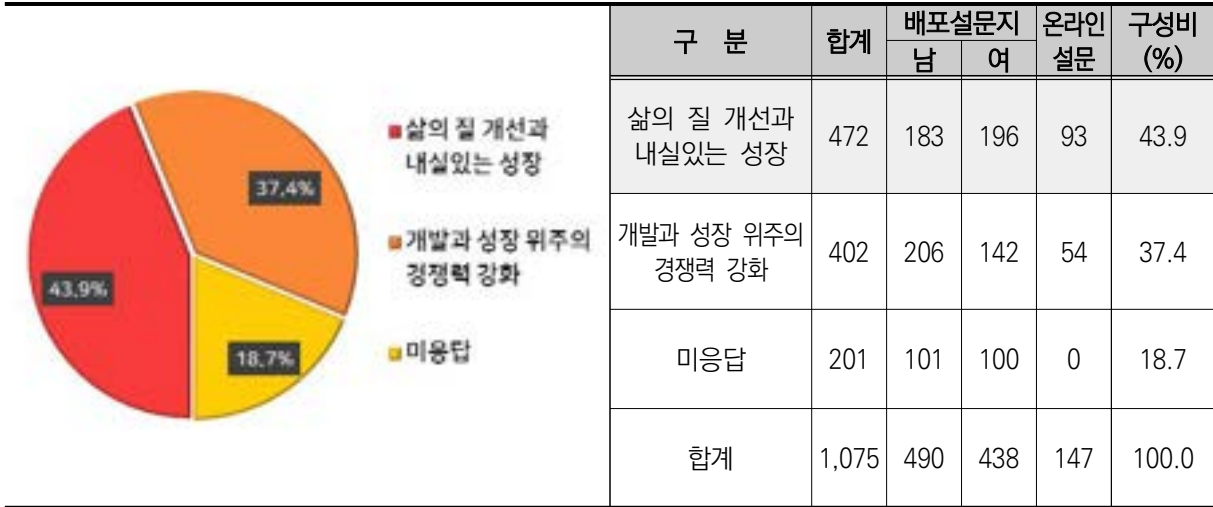 43.9%
37.4%
18.7%
삶의 질 개선과
내실있는 성장
개발과 성장 위주의
경쟁력 강화
미응답
구 분 합계 배포설문지 온라인 설문 구성비 (%)
남 여
삶의 질 개선과
내실있는 성장 472 183 196 93 43.9
개발과 성장 위주의
경쟁력 강화 402 206 142 54 37.4
미응답 201 101 100 0 18.7
합계 1,075 490 438 147 100.0